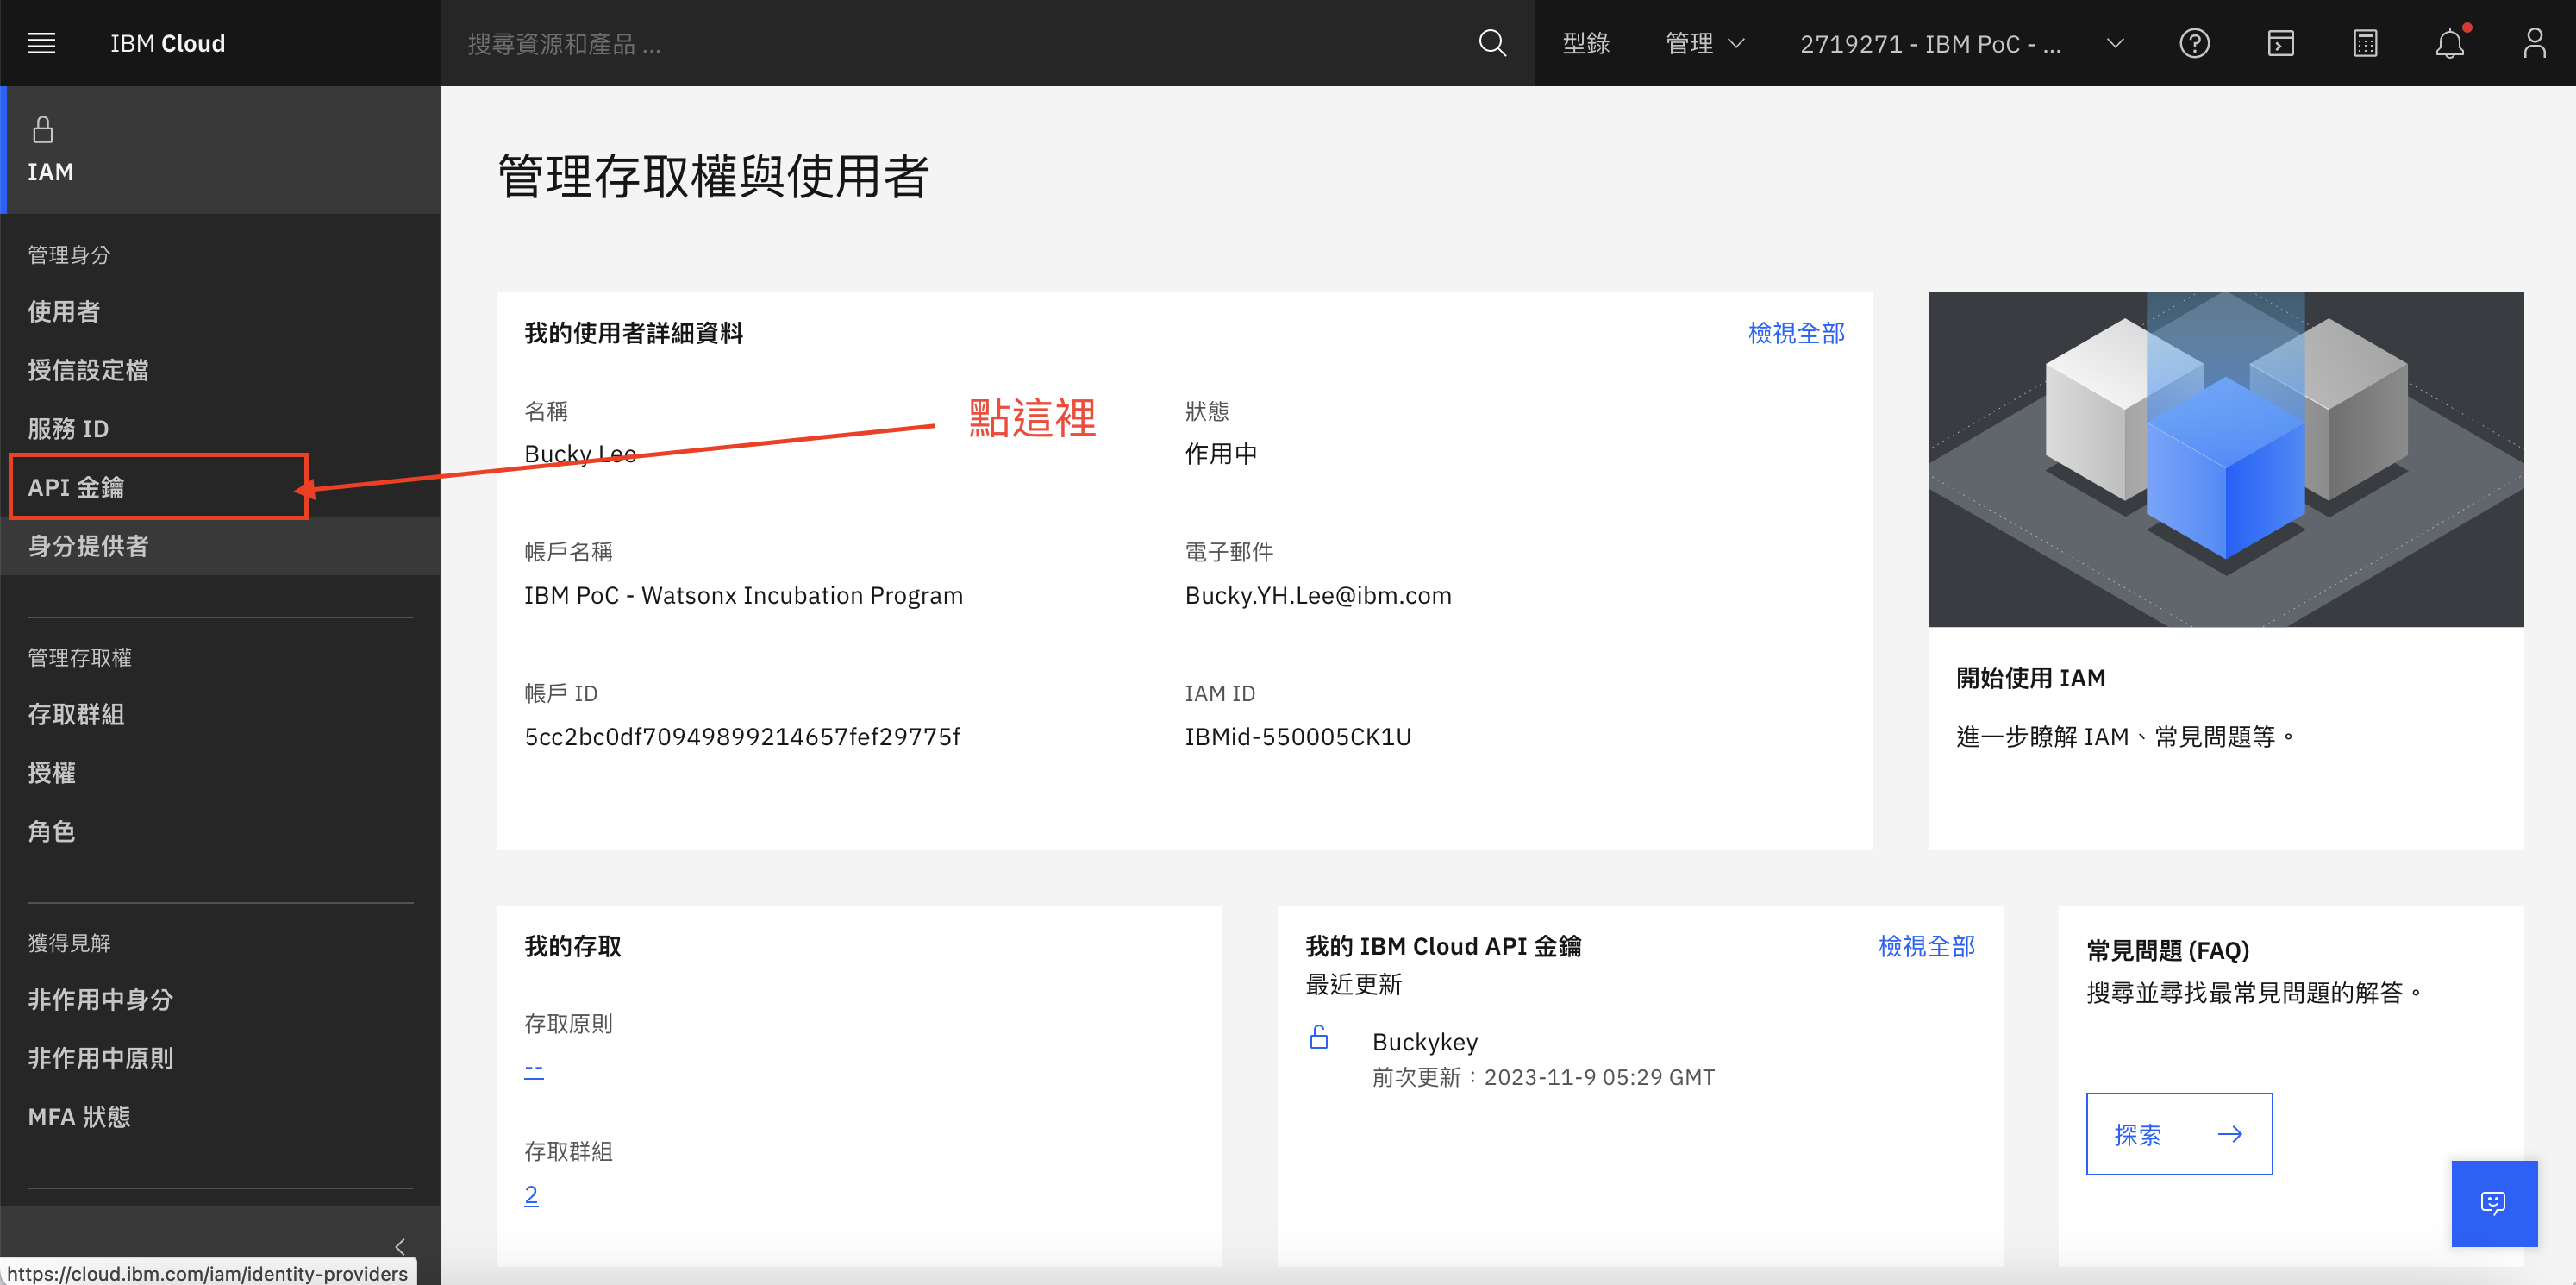 IBM Cloud
搜尋資源和產品 ...
型錄
管理
2719271 - IBM PoC - ...
IAM
管理身分
使用者
授信設定檔
服務 ID
API 金鑰
身分提供者
管理存取權
存取群組
授權
角色
獲得見解
非作用中身分
非作用中原則
MFA 狀態
https://cloud.ibm.com/iam/identity-providers
管理存取權與使用者
我的使用者詳細資料
檢視全部
點這裡
名稱
Bucky Lee
狀態
作用中
帳戶名稱
IBM PoC - Watsonx Incubation Program
電子郵件
Bucky.YH.Lee@ibm.com
帳戶 ID
5cc2bc0df70949899214657fef29775f
IAM ID
IBMid-550005CK1U
開始使用 IAM
進一步瞭解 IAM、常見問題等。
我的存取
存取原則
--
存取群組
2
我的 IBM Cloud API 金鑰
檢視全部
最近更新
Buckykey
前次更新：2023-11-9 05:29 GMT
常見問題 (FAQ)
搜尋並尋找最常見問題的解答。
探索